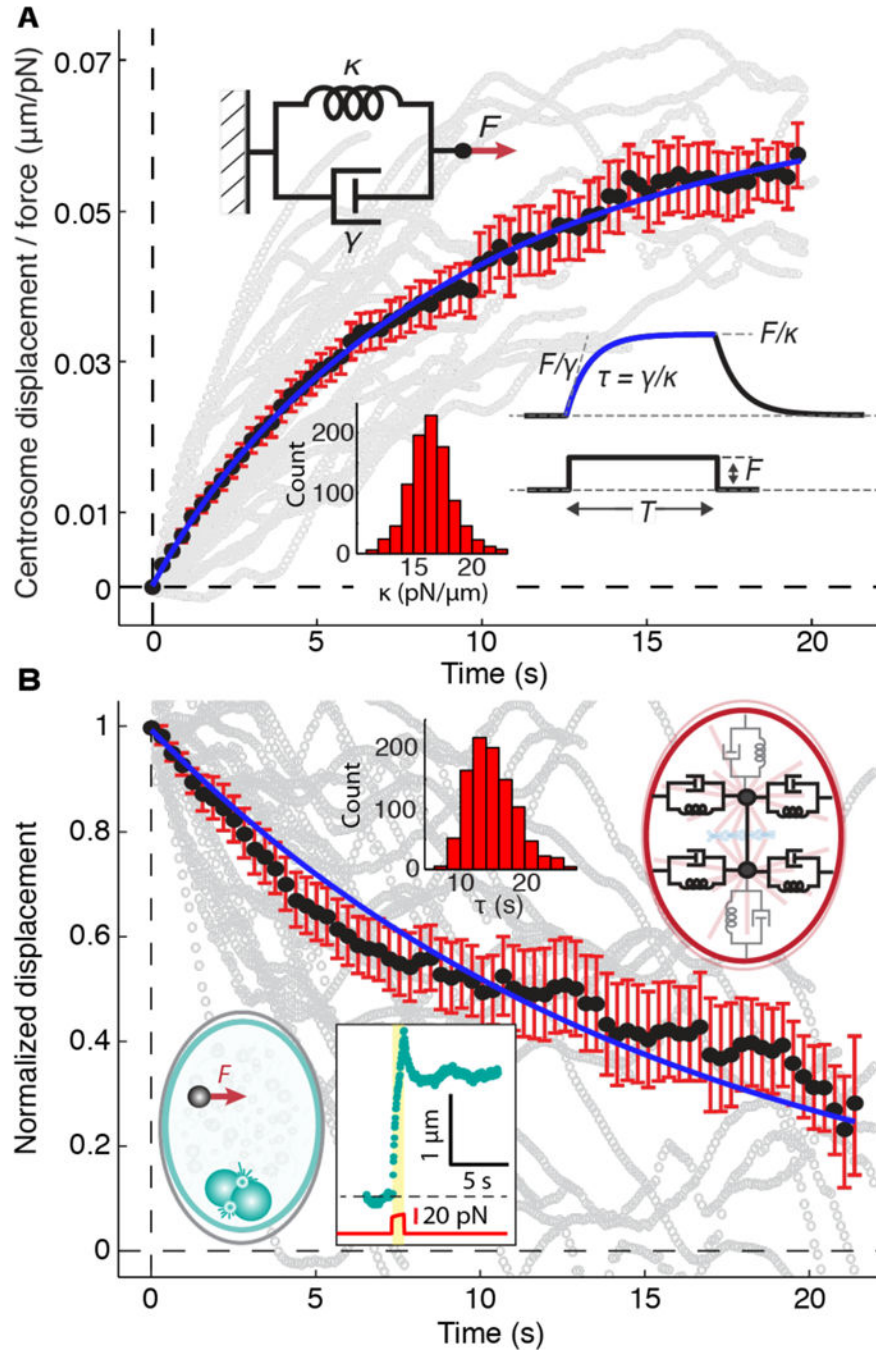 A
Centrosome displacement / force (μm/pN)
0.07
0.05
0.03
0.01
0
κ
F
γ
F/κ
F/γ
τ = γ/κ
F
T
Count
200
100
0
15 20
κ (pN/μm)
0 5 10 15 20
Time (s)
B
Normalized displacement
1
0.8
0.6
0.4
0.2
0
Count
200
100
0
10 20
τ (s)
F
1 μm
5 s
20 pN
0 5 10 15 20
Time (s)